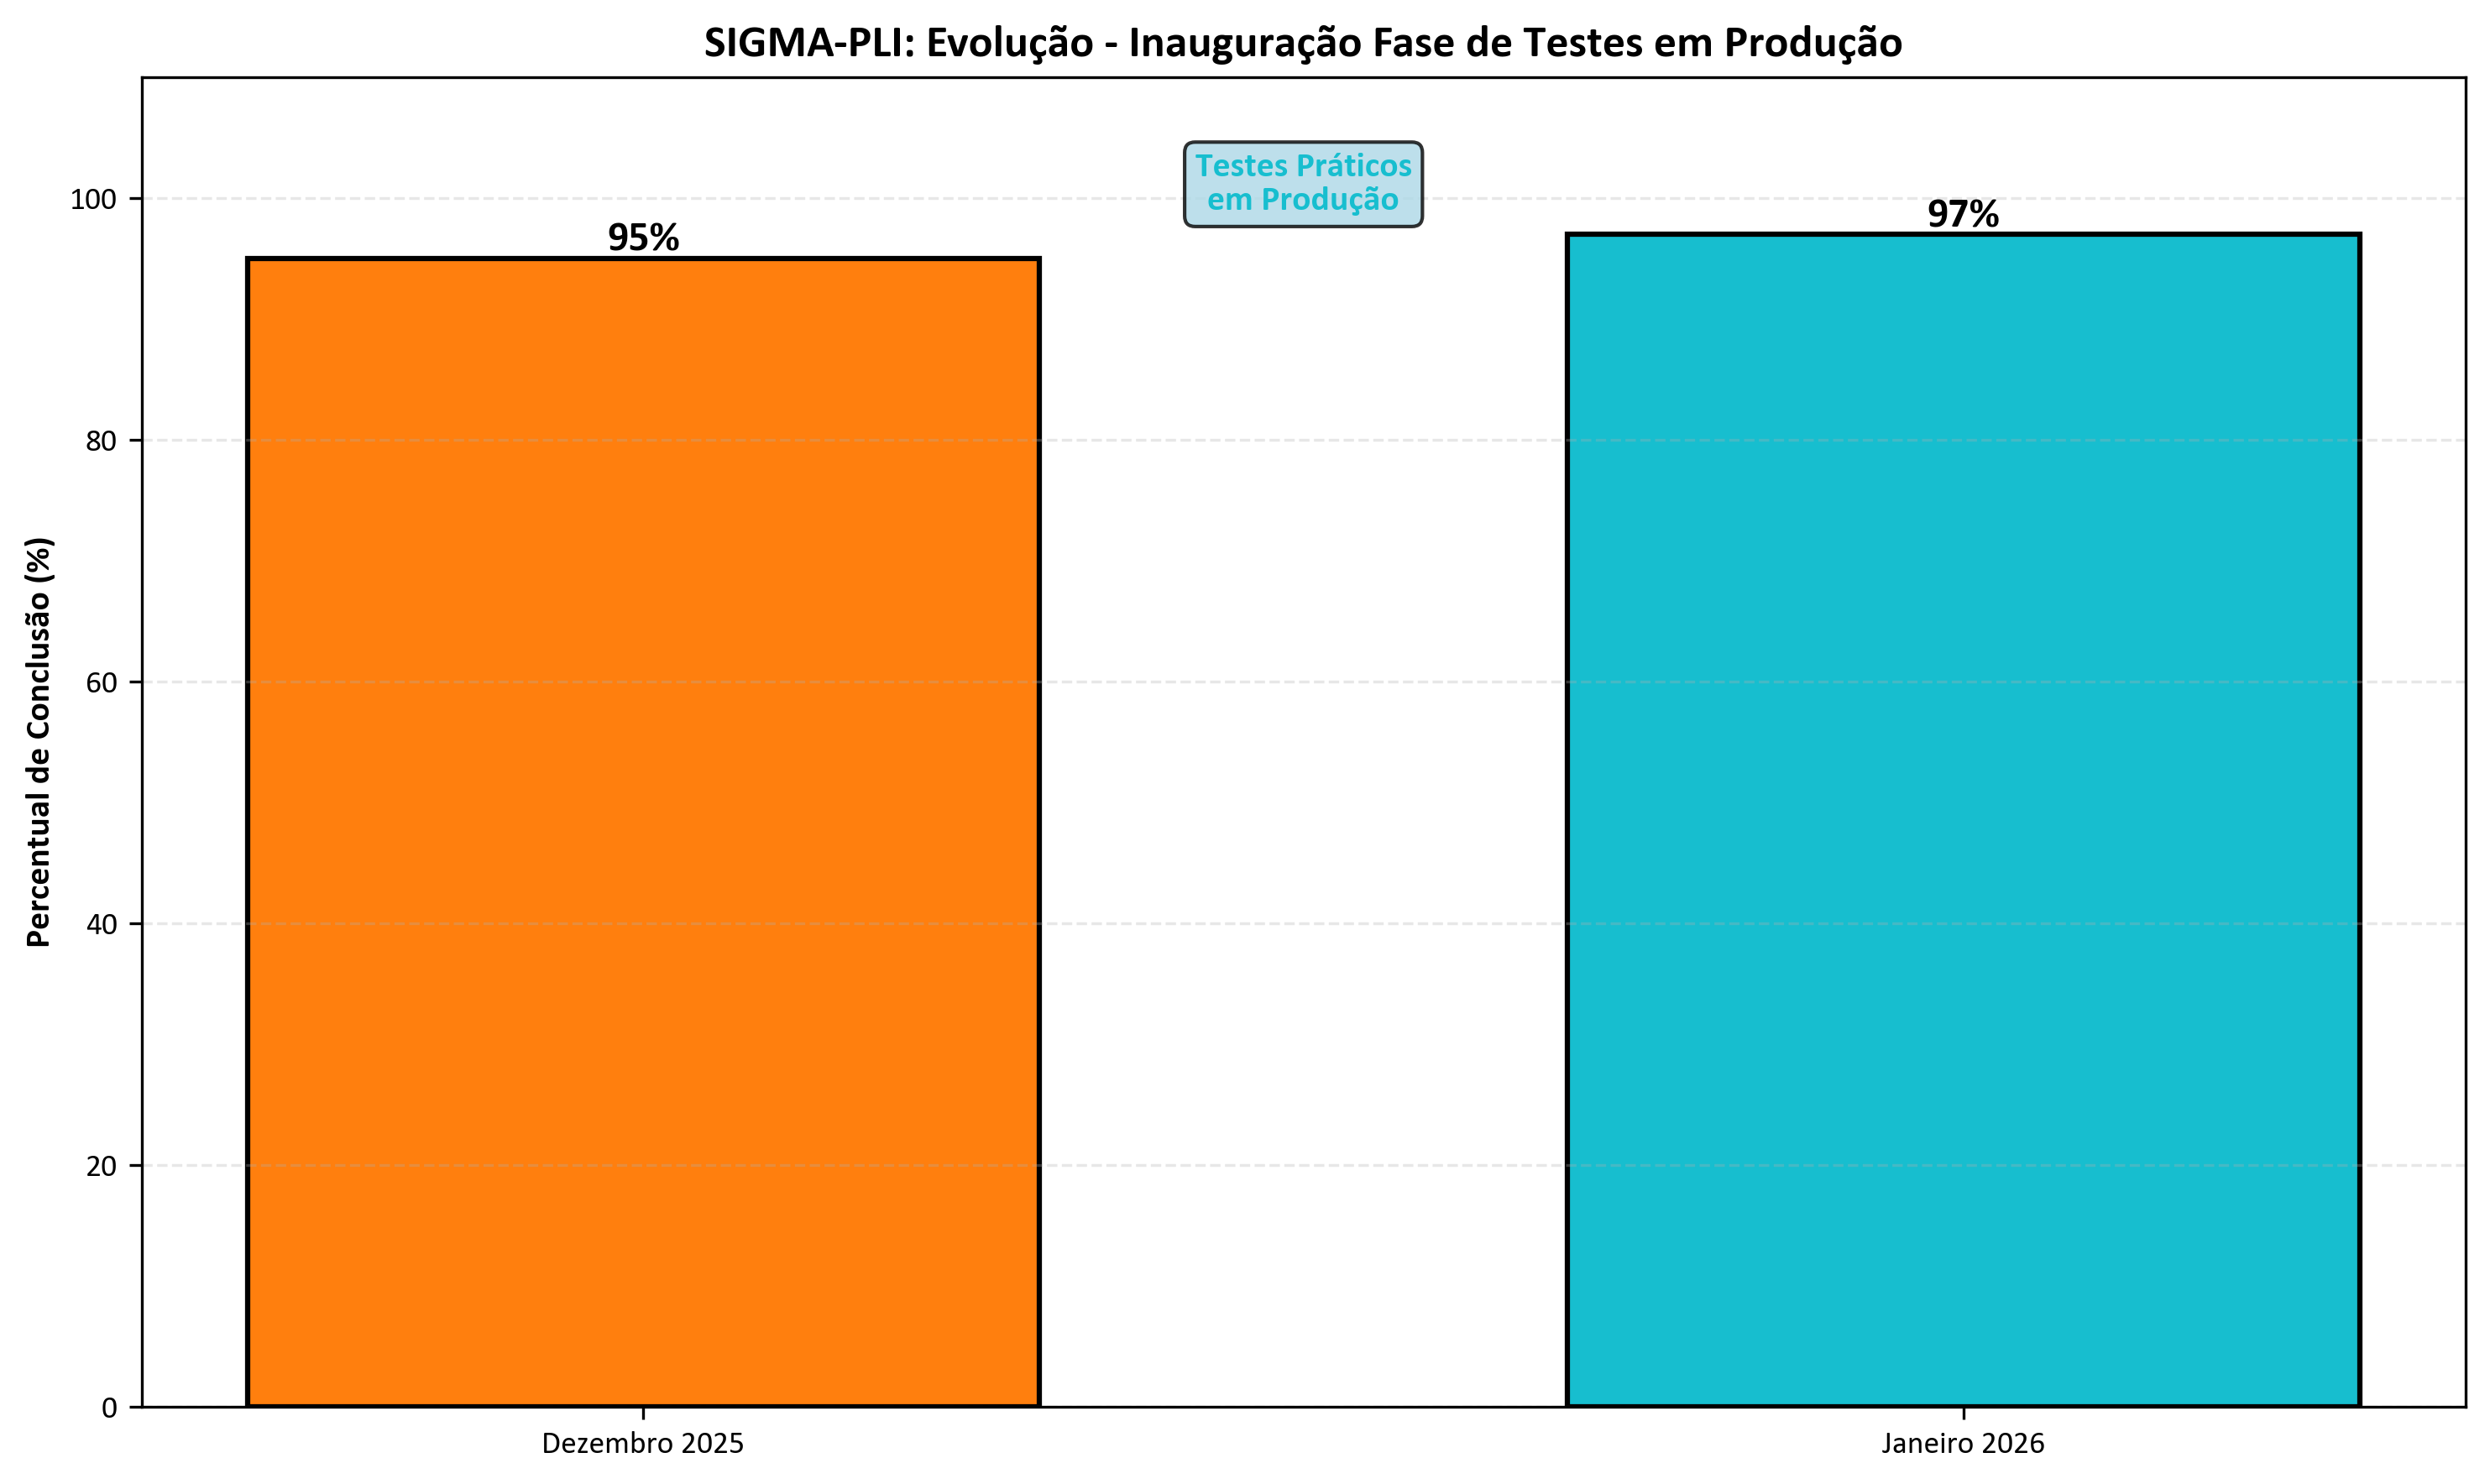 SIGMA-PLI: Evolução - Inauguração Fase de Testes em Produção
Testes Práticos
em Produção
95%
97%
100
80
60
40
20
0
Percentual de Conclusão (%)
Dezembro 2025
Janeiro 2026